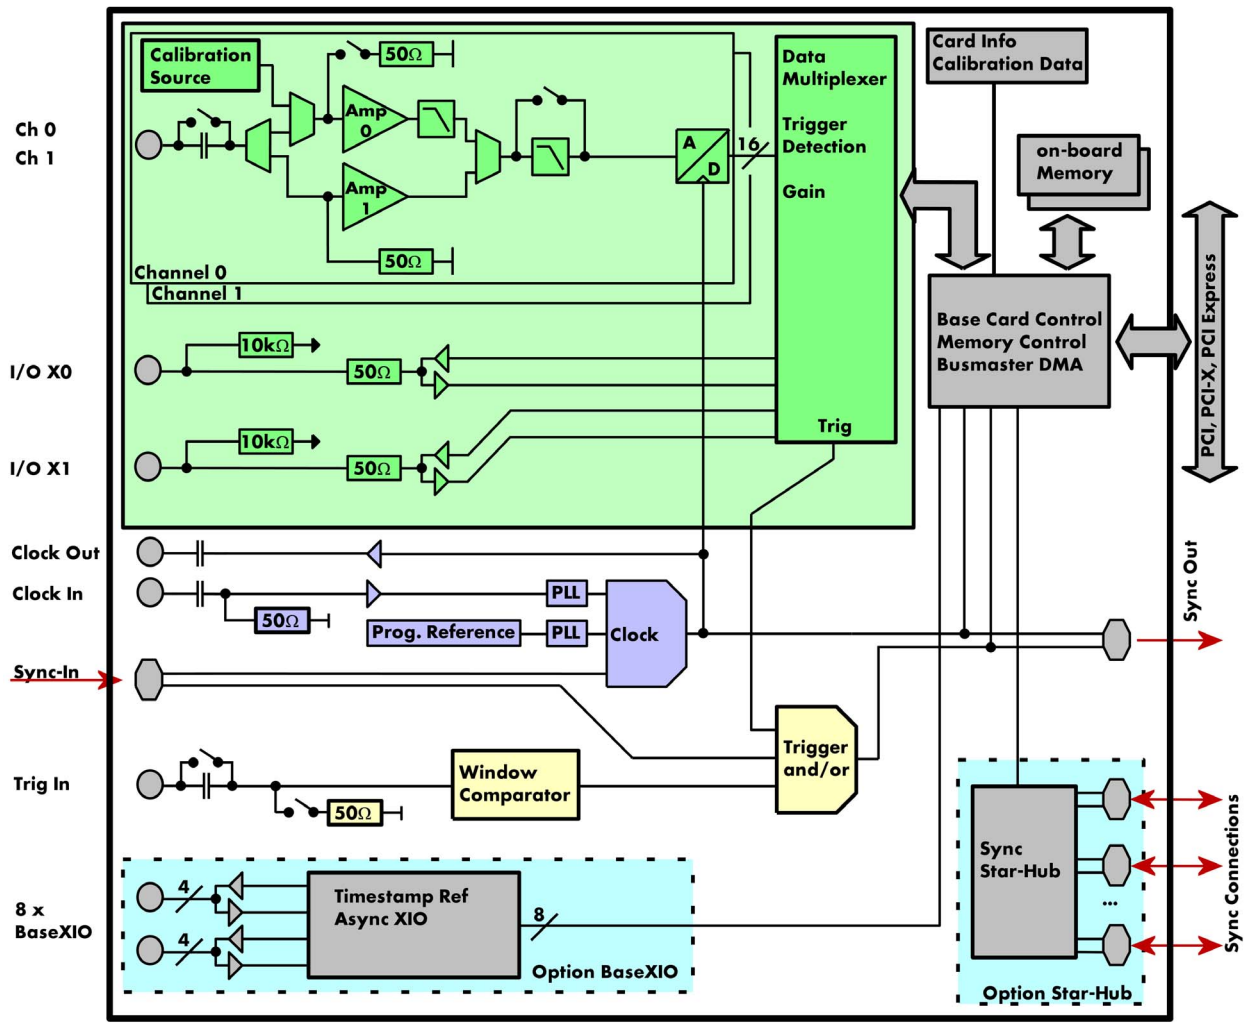 Calibration
Source
50Ω
Amp
0
Ch 0
Ch 1
A
D
16
Amp
1
50Ω
Channel 0
Channel 1
Data
Multiplexer
Trigger
Detection
Gain
Trig
Card Info
Calibration Data
on-board
Memory
Base Card Control
Memory Control
Busmaster DMA
PCI, PCI-X, PCI Express
I/O X0
10kΩ
50Ω
I/O X1
10kΩ
50Ω
Clock Out
Clock In
50Ω
PLL
Prog. Reference
PLL
Clock
Sync Out
Sync-In
Trigger
and/or
Trig In
50Ω
Window
Comparator
Sync
Star-Hub
...
Option Star-Hub
Sync Connections
8 x
BaseXIO
4
4
Timestamp Ref
Async XIO
8
Option BaseXIO